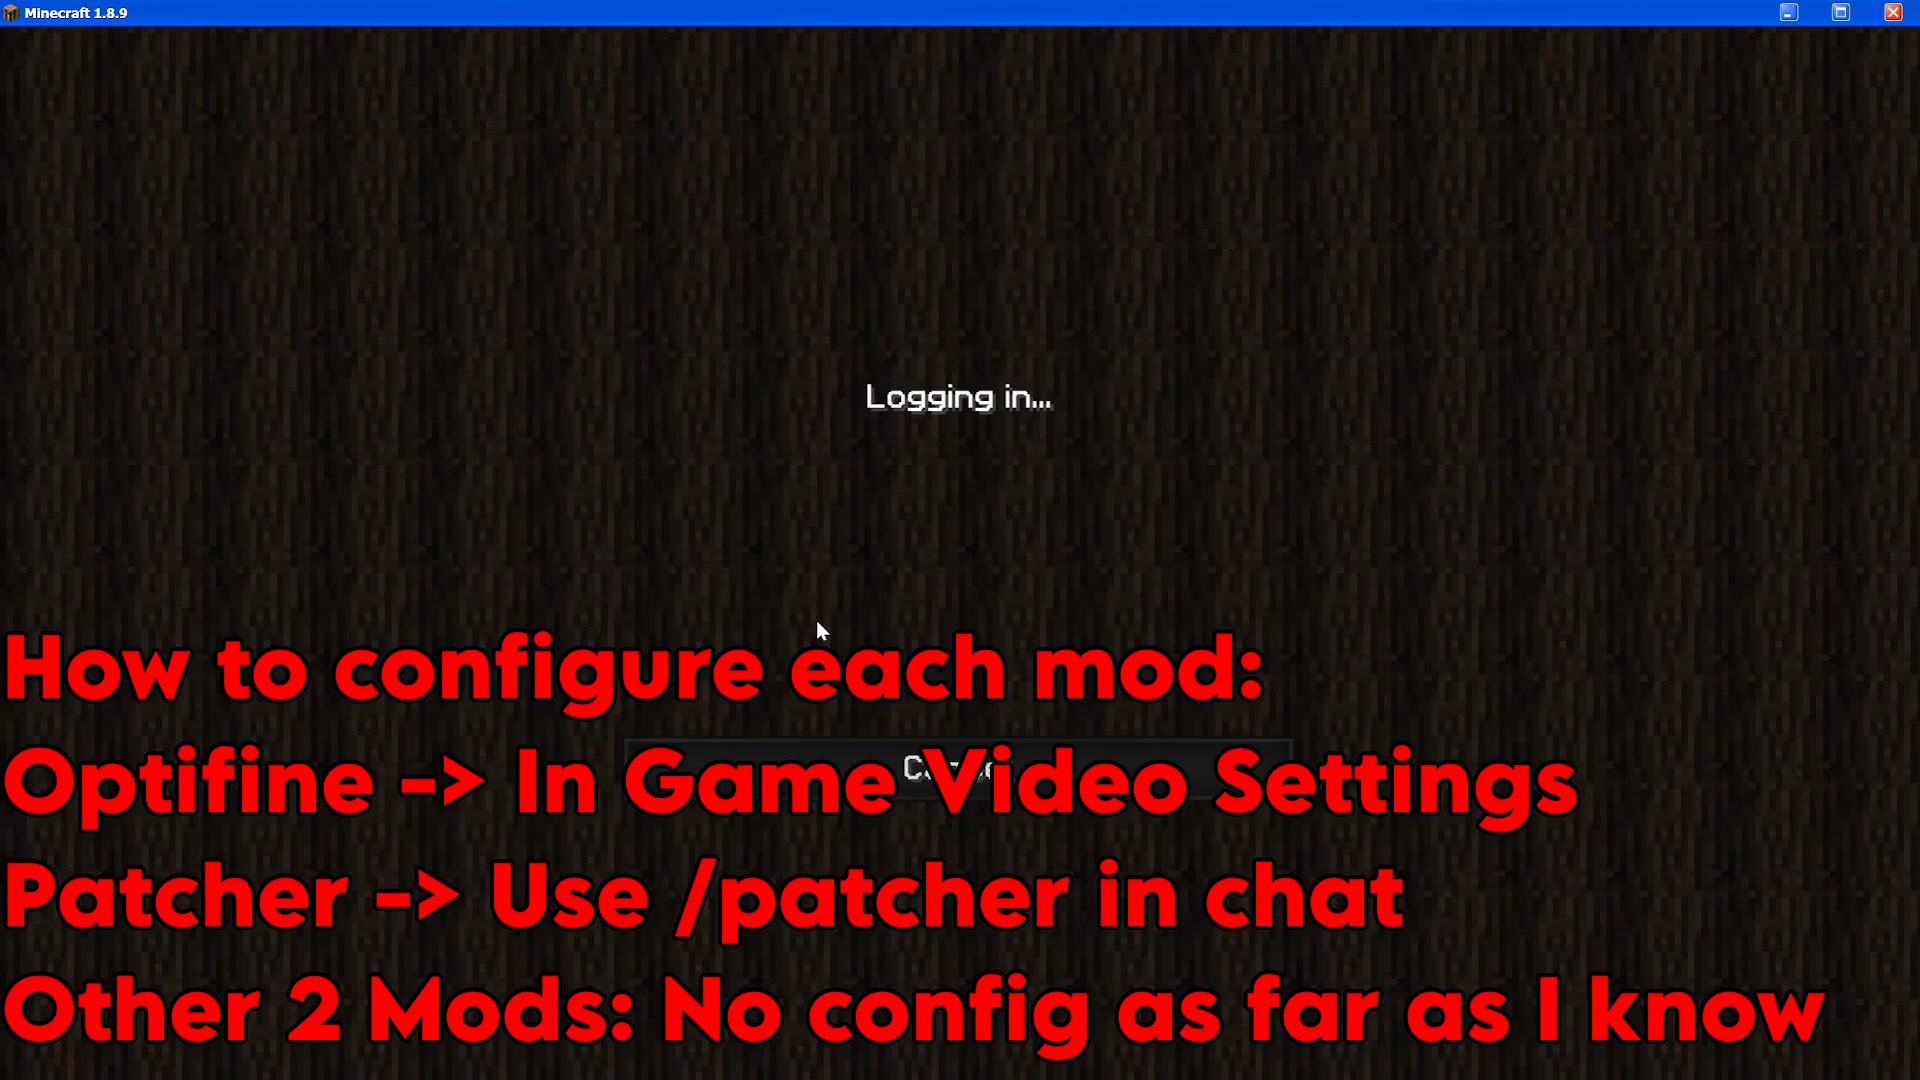 Minecraft 1.8.9
Logging in...
How to configure each mod:
Optifine -> In Game Video Settings
Patcher -> Use /patcher in chat
Other 2 Mods: No config as far as I know